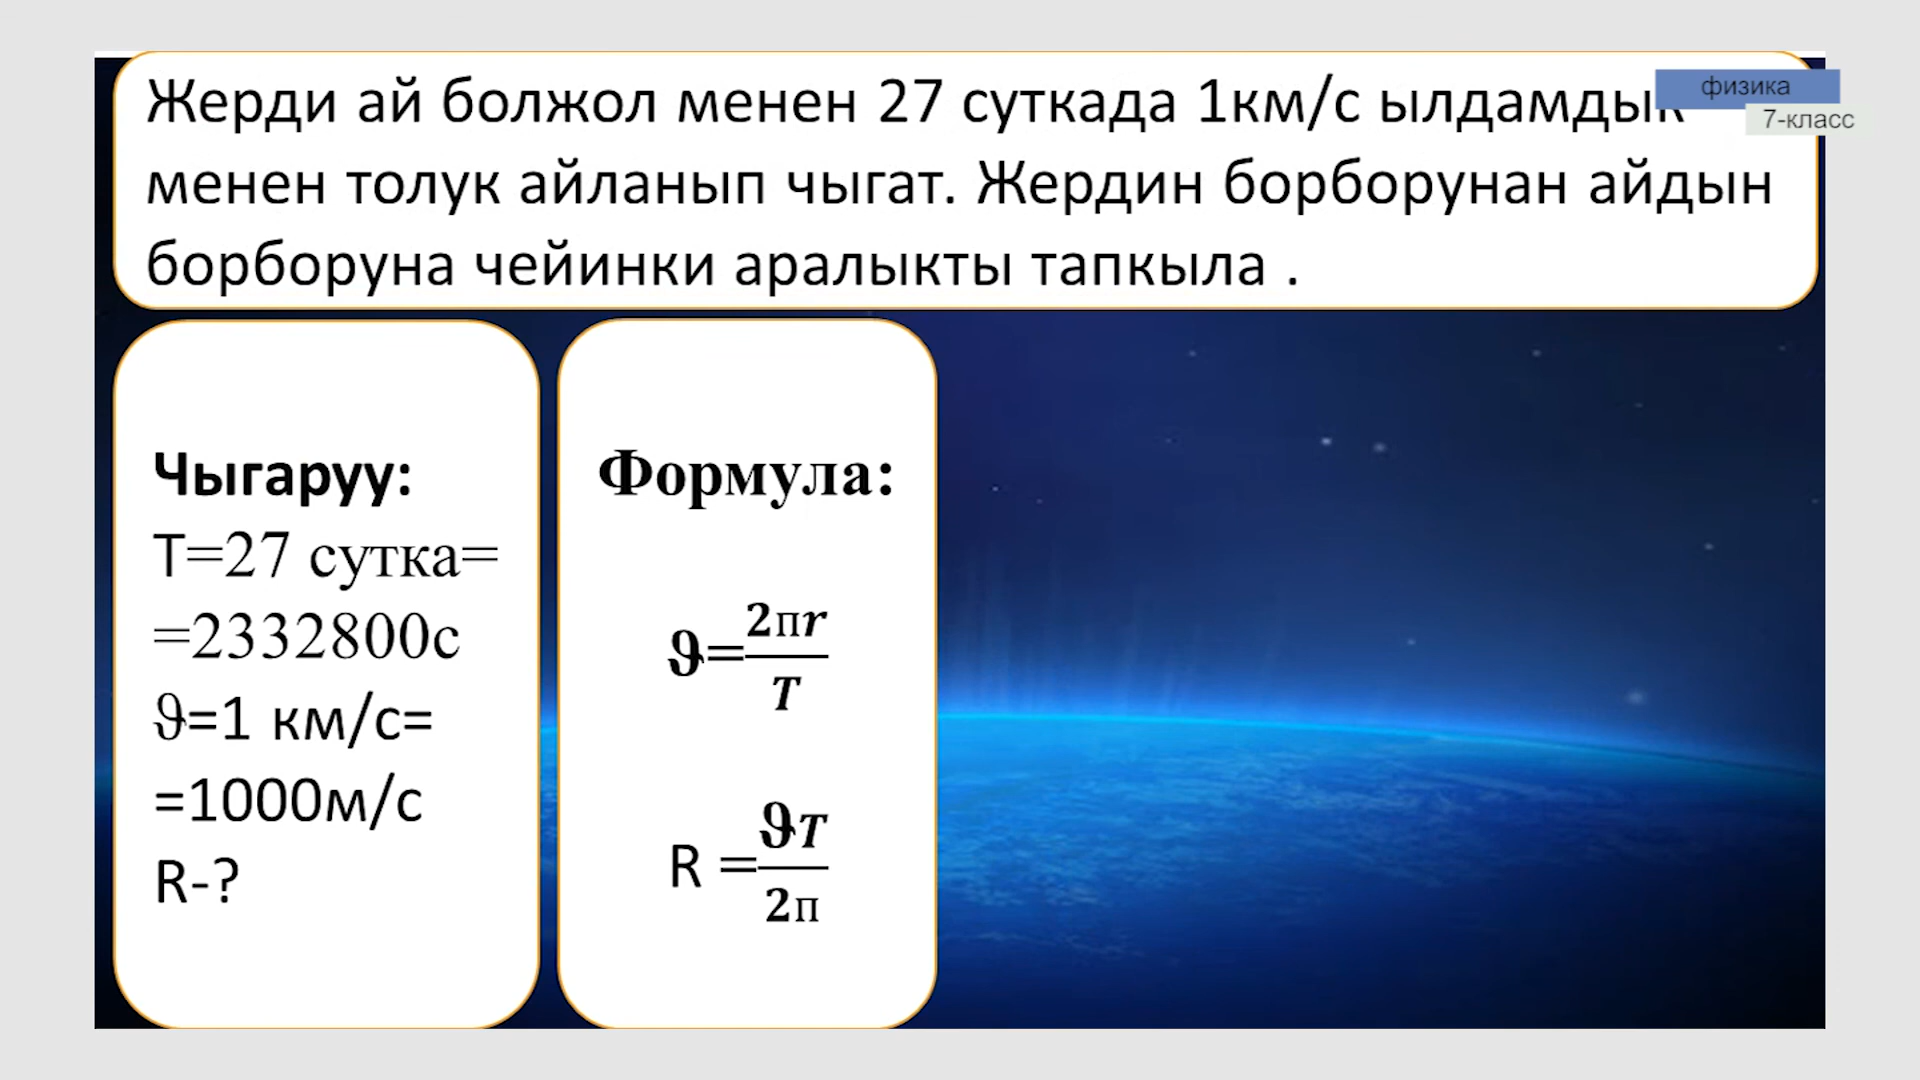 Жерди ай болжол менен 27 суткада 1км/с ылдамдык
физика
7-класс
менен толук айланып чыгат. Жердин борборунан айдын
борборуна чейинки аралыкты тапкыла .
Чыгаруу:
T=27 сутка=
=2332800с
ϑ=1 км/с=
=1000м/с
R-?
Формула:
ϑ=2пr/T
R =ϑT/2п